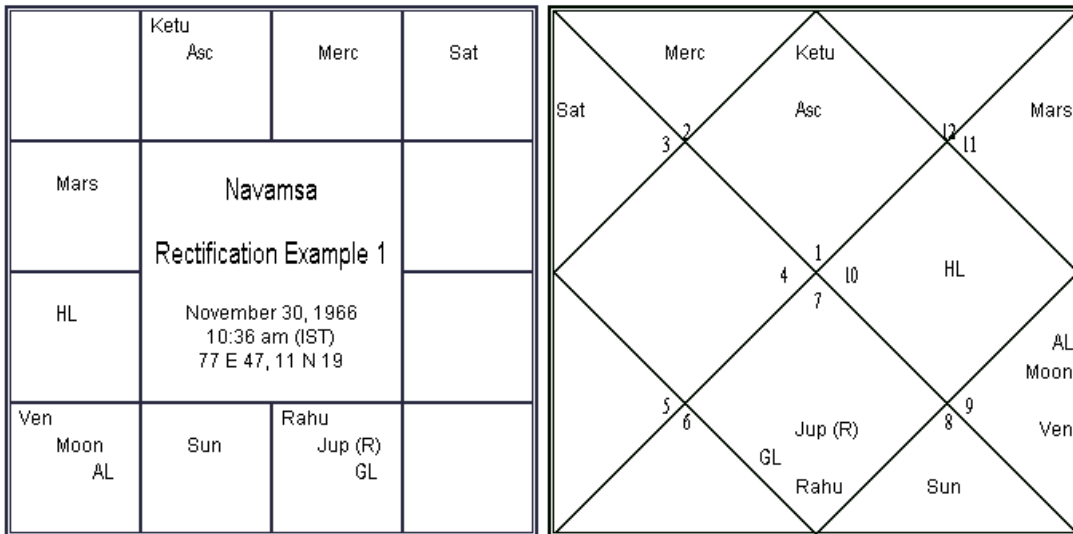 Ketu
Asc
Merc
Sat
Mars
Navamsa
Rectification Example 1
HL
November 30, 1966
10:36 am (IST)
77 E 47, 11 N 19
Ven
Moon
AL
Sun
Rahu
Jup (R)
GL
Merc
Ketu
Sat
Asc
Mars
2
12
3
11
1
4
10
HL
7
AL
Moon
5
9
6
8
Jup (R)
Ven
GL
Rahu
Sun